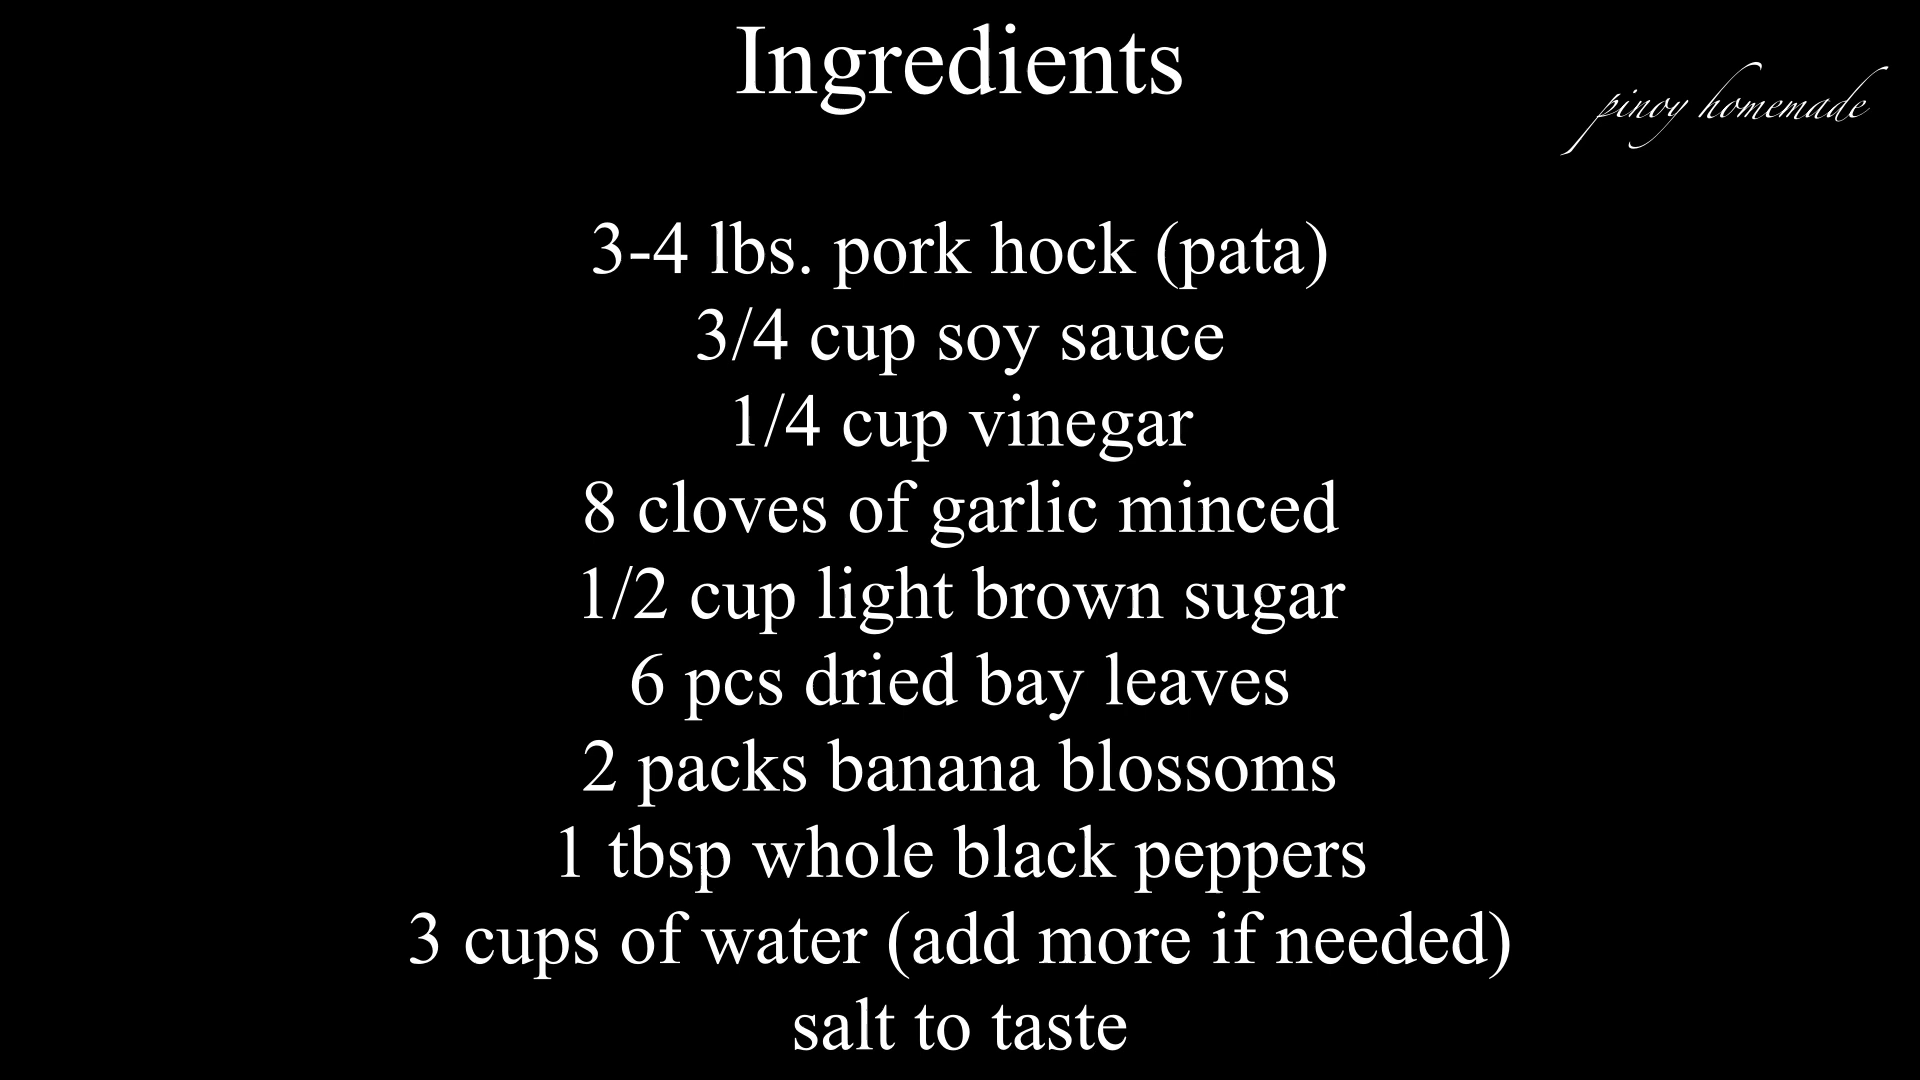 Ingredients
pinoy homemade
3-4 lbs. pork hock (pata)
3/4 cup soy sauce
1/4 cup vinegar
8 cloves of garlic minced
1/2 cup light brown sugar
6 pcs dried bay leaves
2 packs banana blossoms
1 tbsp whole black peppers
3 cups of water (add more if needed)
salt to taste